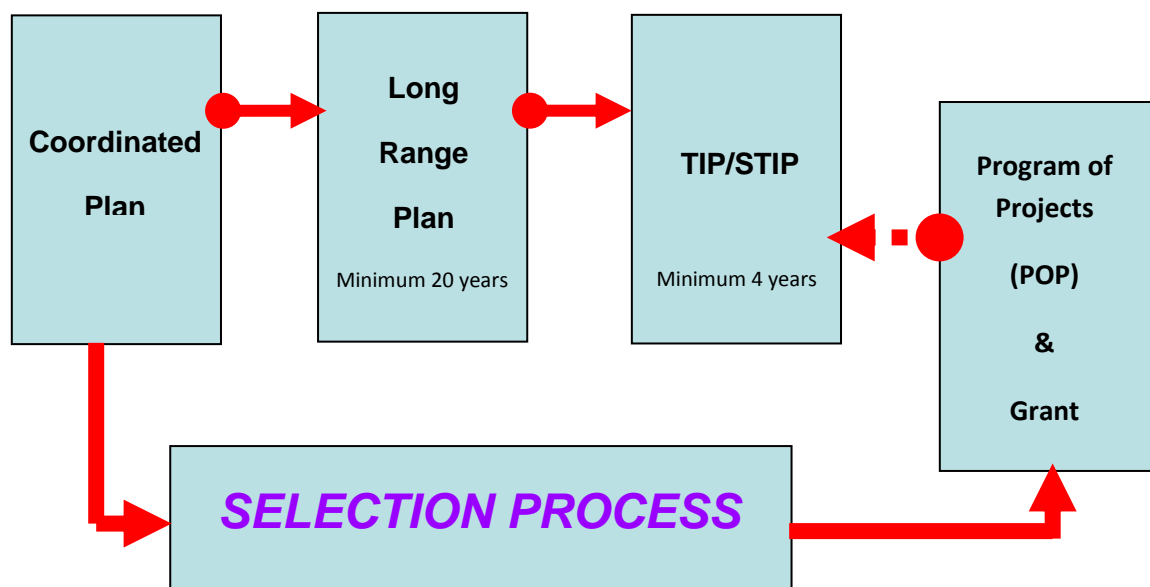 Coordinated
Plan
Long
Range
Plan
Minimum 20 years
TIP/STIP
Minimum 4 years
Program of
Projects
(POP)
&
Grant
SELECTION PROCESS